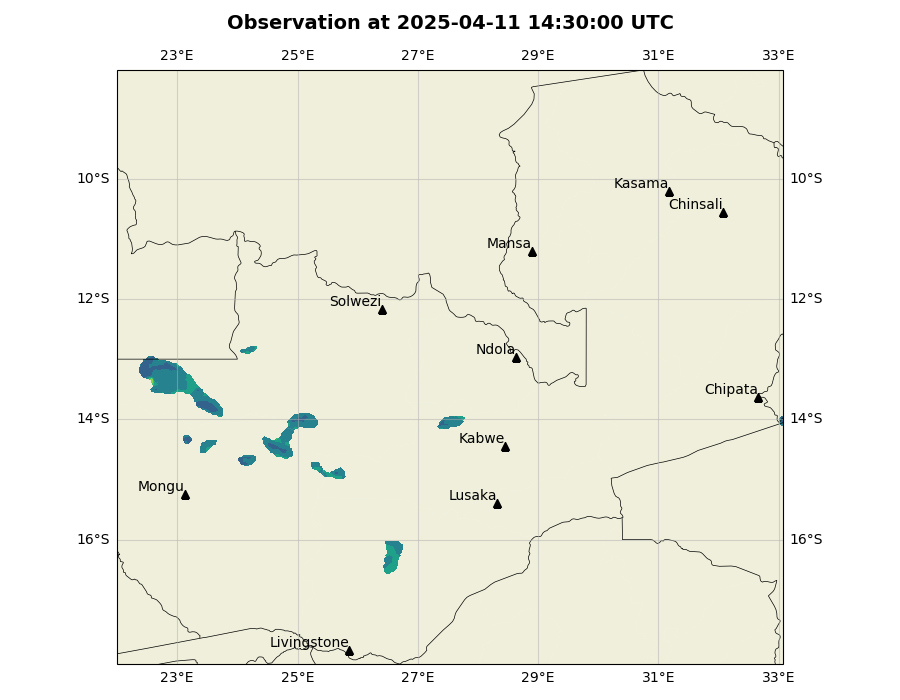 Observation at 2025-04-11 14:30:00 UTC
23°E 25°E 27°E 29°E 31°E 33°E
10°S 10°S
Kasama
Chinsali
Mansa
12°S 12°S
Solwezi
Ndola
Chipata
14°S 14°S
Kabwe
Mongu
Lusaka
16°S 16°S
Livingstone
23°E 25°E 27°E 29°E 31°E 33°E